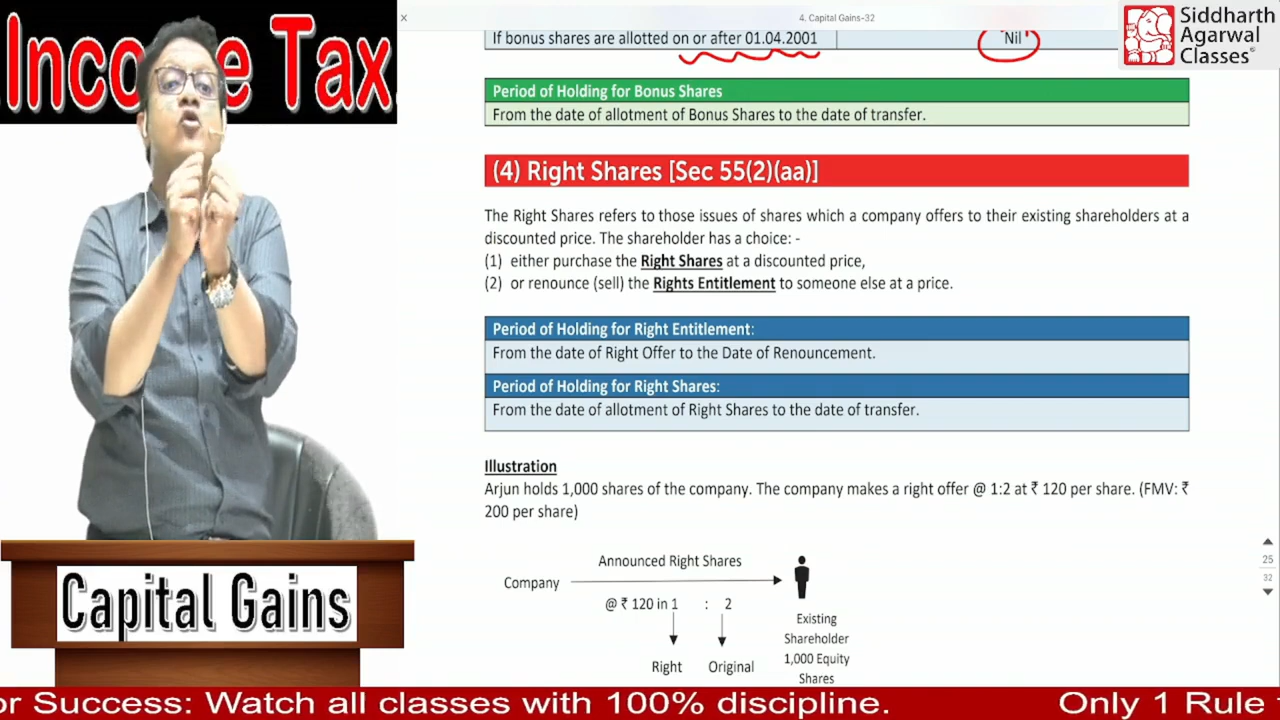 Income Tax
4. Capital Gains-32
Siddharth
Agarwal
Classes
If bonus shares are allotted on or after 01.04.2001
Nil
Period of Holding for Bonus Shares
From the date of allotment of Bonus Shares to the date of transfer.
(4) Right Shares [Sec 55(2)(aa)]
The Right Shares refers to those issues of shares which a company offers to their existing shareholders at a
discounted price. The shareholder has a choice: -
(1) either purchase the Right Shares at a discounted price,
(2) or renounce (sell) the Rights Entitlement to someone else at a price.
Period of Holding for Right Entitlement:
From the date of Right Offer to the Date of Renouncement.
Period of Holding for Right Shares:
From the date of allotment of Right Shares to the date of transfer.
Illustration
Arjun holds 1,000 shares of the company. The company makes a right offer @ 1:2 at ₹ 120 per share. (FMV: ₹
200 per share)
Announced Right Shares
Company
@ ₹ 120 in 1 : 2
Right Original
Existing
Shareholder
1,000 Equity
Shares
25
32
Capital Gains
or Success: Watch all classes with 100% discipline. Only 1 Rule